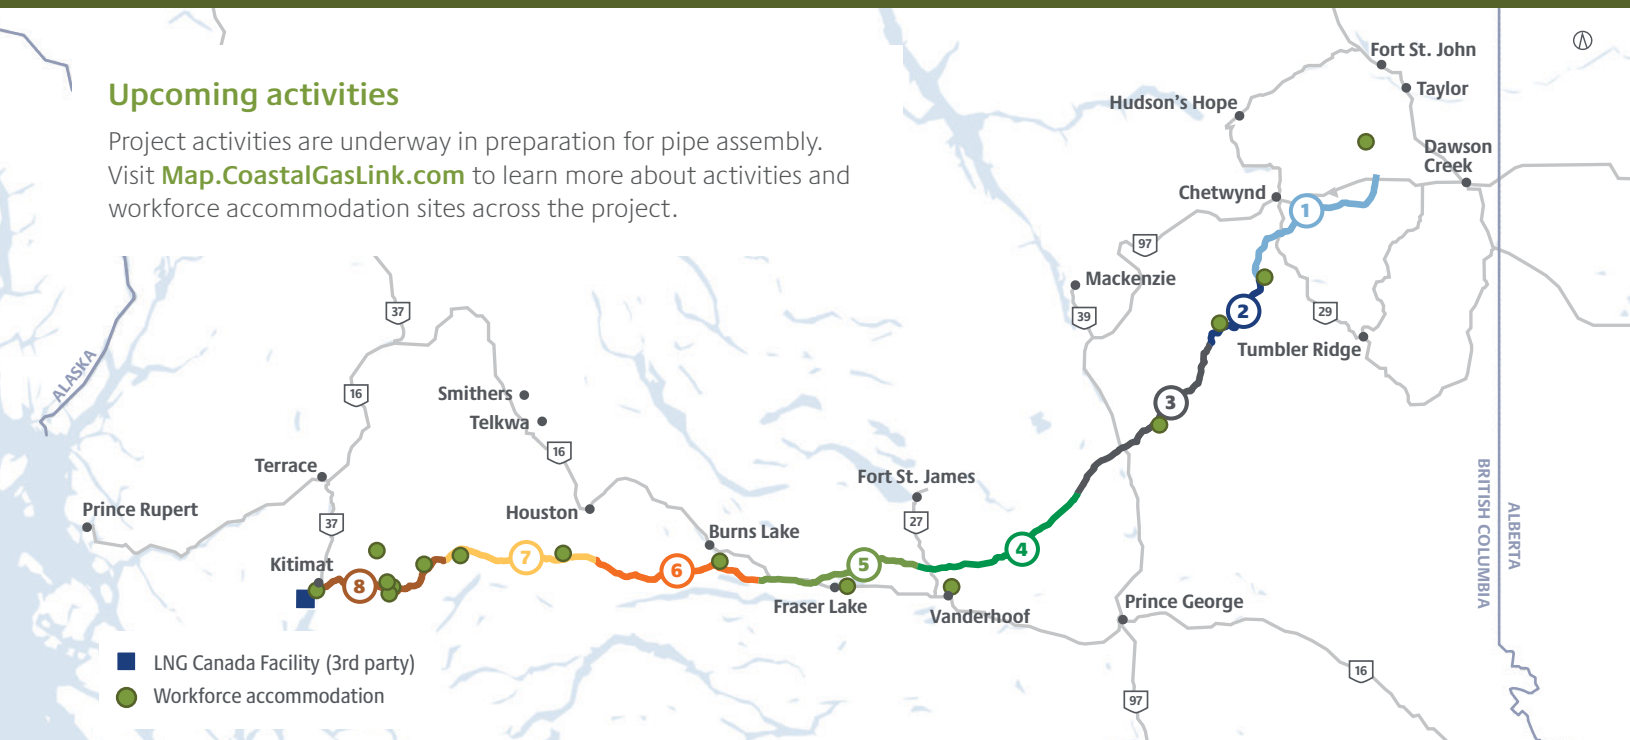 Upcoming activities
Project activities are underway in preparation for pipe assembly.
Visit Map.CoastalGasLink.com to learn more about activities and
workforce accommodation sites across the project.
Fort St. John
Taylor
Hudson's Hope
Dawson
Creek
Chetwynd
1
97
Mackenzie
39
2
29
Tumbler Ridge
3
37
ALASKA
16
Smithers
Telkwa
16
Terrace
Prince Rupert
37
Houston
Kitimat
8
7
6
Burns Lake
Fort St. James
27
5
4
Fraser Lake
Vanderhoof
Prince George
BRITISH COLUMBIA
ALBERTA
16
97
LNG Canada Facility (3rd party)
Workforce accommodation